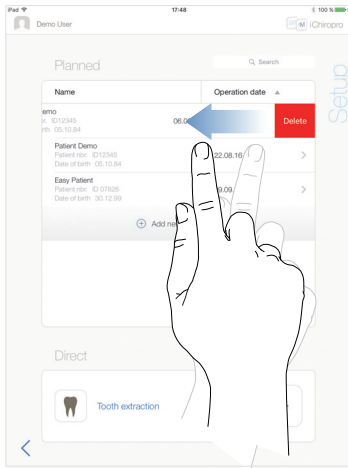 iPad
17:48
100 %
Demo User
iChiropro
Planned
Search
Setup
Name
Operation date
emo
r. ID12345
06.0
Delete
rth 05.10.84
Patient Demo
Patient nbr. ID12345
22.08.16
Date of birth 05.10.84
Easy Patient
Patient nbr. ID 07826
9.09.
Date of birth 30.12.99
Add ne
Direct
Tooth extraction